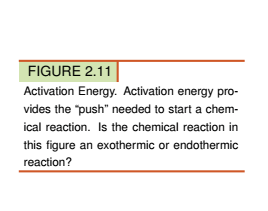 FIGURE 2.11
Activation Energy. Activation energy pro-
vides the “push” needed to start a chem-
ical reaction. Is the chemical reaction in
this figure an exothermic or endothermic
reaction?